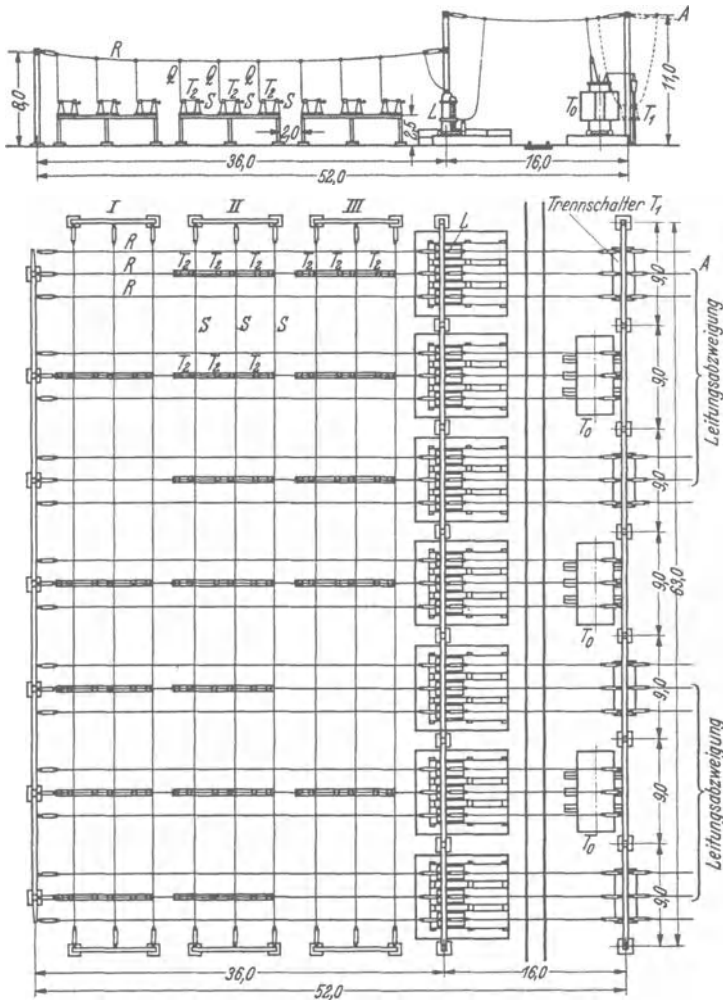 A
R
Q Q Q
T2 T2 T2
S S S
8,0
2,0
2,5
L
T0
T1
11,0
36,0
16,0
52,0
I II III
L
Trennschalter T1
R
R
R
T2 T2 T2
T2 T2 T2
A
S S S
T2 T2 T2
T0
T0
T0
9,0
9,0
9,0
9,0
9,0
9,0
9,0
63,0
Leitungsabzweigung
Leitungsabzweigung
36,0
16,0
52,0